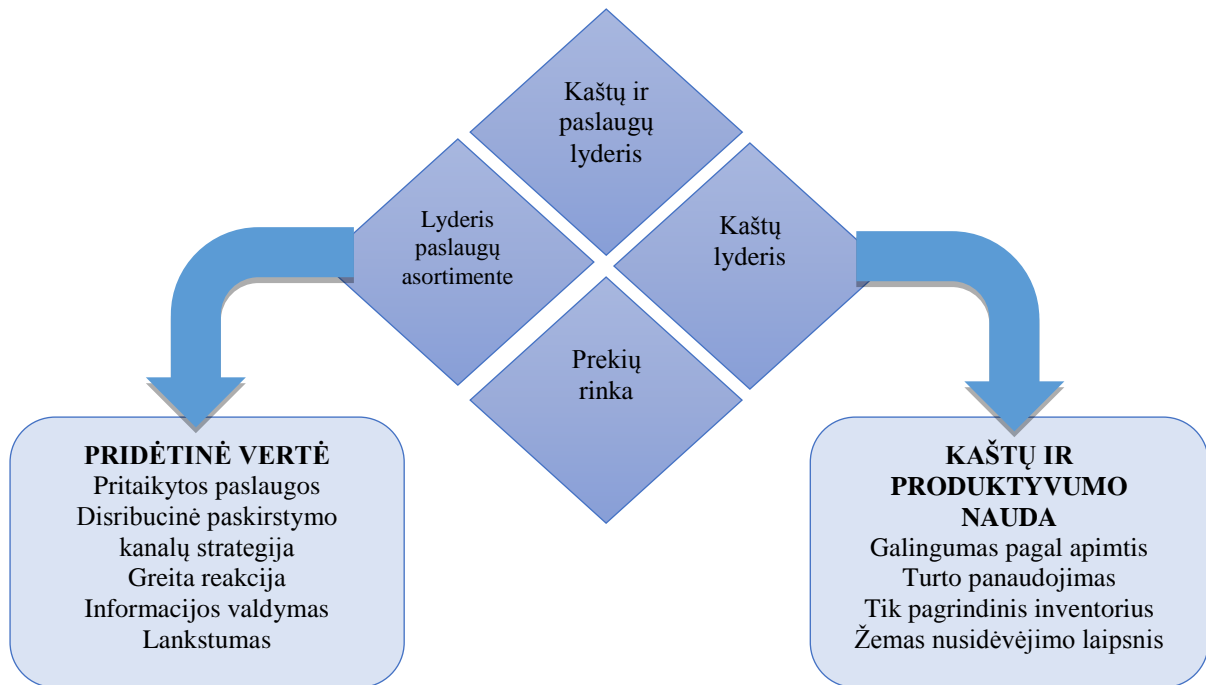 Kaštų ir
paslaugų
lyderis
Lyderis
paslaugų
asortimente
Kaštų
lyderis
Prekių
rinka
PRIDĖTINĖ VERTĖ
Pritaikytos paslaugos
Disribucinė paskirstymo
kanalų strategija
Greita reakcija
Informacijos valdymas
Lankstumas
KAŠTŲ IR
PRODUKTYVUMO
NAUDA
Galingumas pagal apimtis
Turto panaudojimas
Tik pagrindinis inventorius
Žemas nusidėvėjimo laipsnis